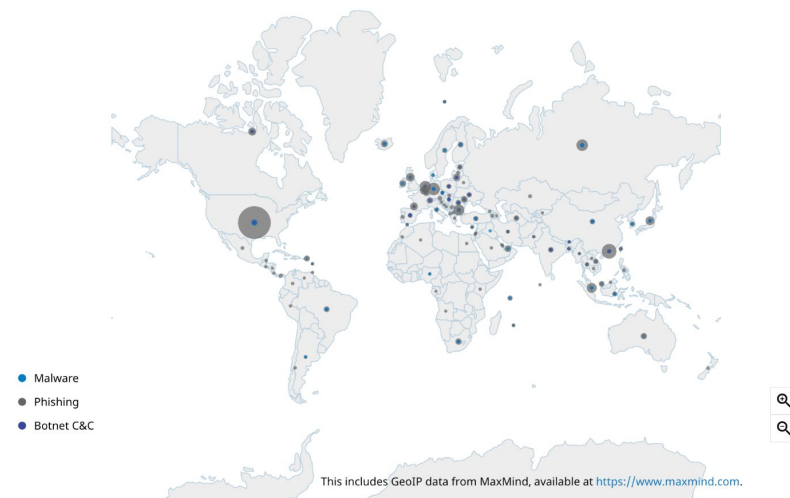 Malware
Phishing
Botnet C&C
This includes GeoIP data from MaxMind, available at https://www.maxmind.com.